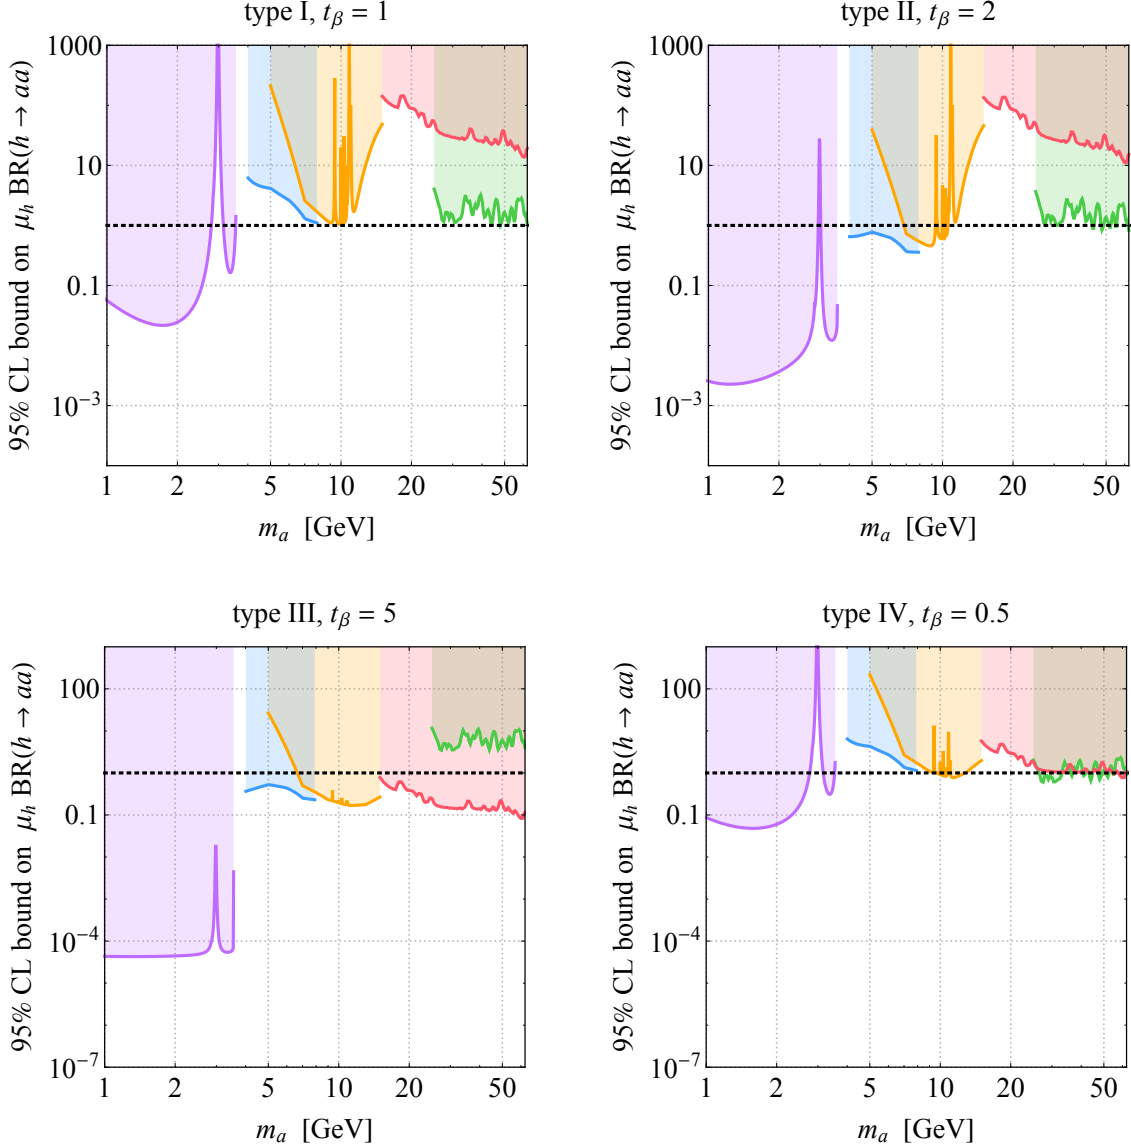 type I, tβ = 1
95% CL bound on μh BR(h → aa)
1000
10
0.1
10−3
1 2 5 10 20 50
ma [GeV]
type II, tβ = 2
95% CL bound on μh BR(h → aa)
1000
10
0.1
10−3
1 2 5 10 20 50
ma [GeV]
type III, tβ = 5
95% CL bound on μh BR(h → aa)
100
0.1
10−4
10−7
1 2 5 10 20 50
ma [GeV]
type IV, tβ = 0.5
95% CL bound on μh BR(h → aa)
100
0.1
10−4
10−7
1 2 5 10 20 50
ma [GeV]